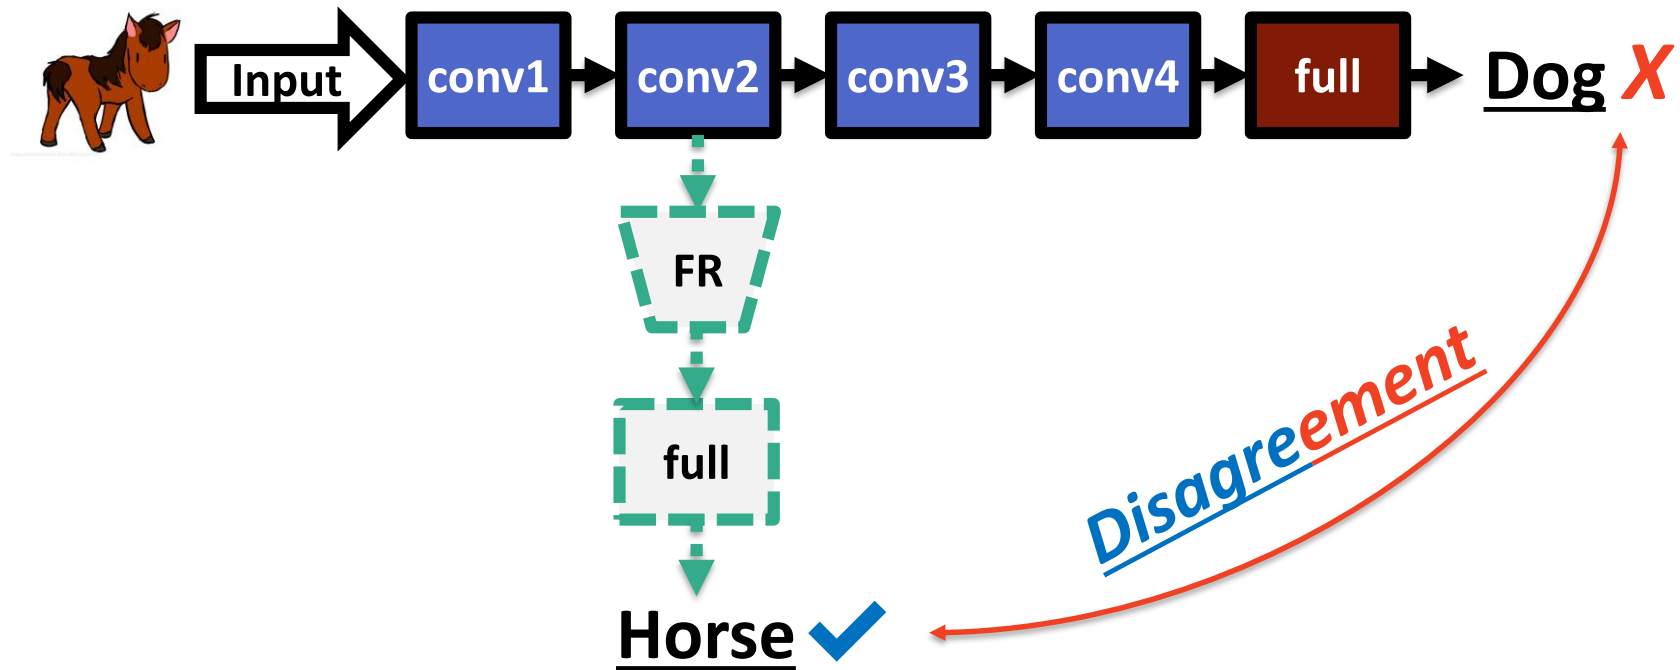 Input conv1 conv2 conv3 conv4 full Dog X
FR
full
Disagreement
Horse